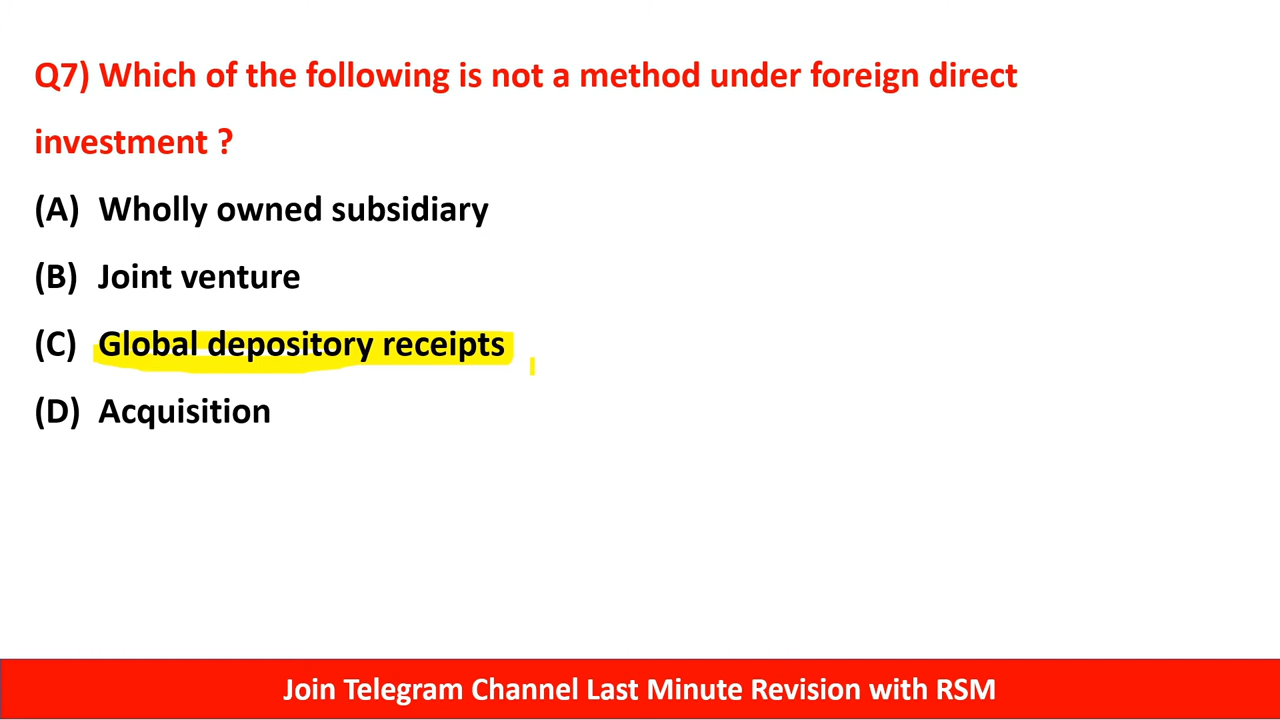 Q7) Which of the following is not a method under foreign direct
investment ?
(A) Wholly owned subsidiary
(B) Joint venture
(C) Global depository receipts
(D) Acquisition
Join Telegram Channel Last Minute Revision with RSM